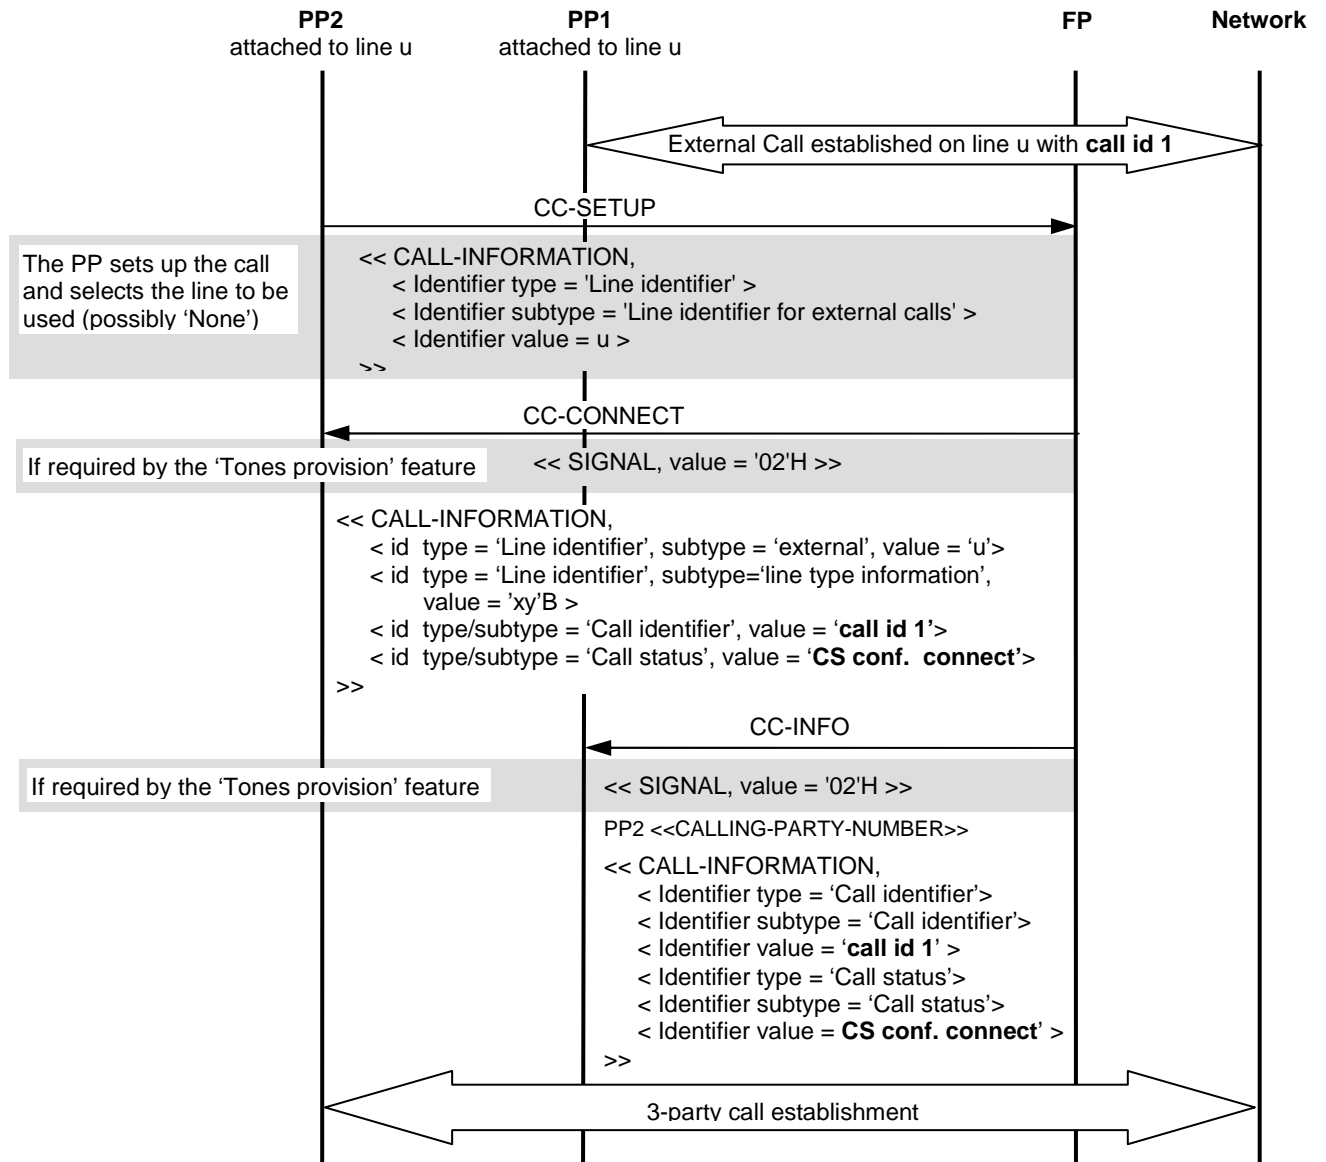 PP2
attached to line u
PP1
attached to line u
FP
Network
External Call established on line u with call id 1
CC-SETUP
The PP sets up the call
and selects the line to be
used (possibly ‘None’)
<< CALL-INFORMATION,
< Identifier type = 'Line identifier' >
< Identifier subtype = 'Line identifier for external calls' >
< Identifier value = u >
>>
CC-CONNECT
If required by the ‘Tones provision’ feature
<< SIGNAL, value = '02'H >>
<< CALL-INFORMATION,
< id type = ‘Line identifier’, subtype = ‘external’, value = ‘u’>
< id type = ‘Line identifier’, subtype=‘line type information’,
value = ’xy’B >
< id type/subtype = ‘Call identifier’, value = ‘call id 1’>
< id type/subtype = ‘Call status’, value = ‘CS conf. connect’>
>>
CC-INFO
If required by the ‘Tones provision’ feature
<< SIGNAL, value = '02'H >>
PP2 <<CALLING-PARTY-NUMBER>>
<< CALL-INFORMATION,
< Identifier type = ‘Call identifier’>
< Identifier subtype = ‘Call identifier’>
< Identifier value = ‘call id 1’ >
< Identifier type = ‘Call status’>
< Identifier subtype = ‘Call status’>
< Identifier value = CS conf. connect’ >
>>
3-party call establishment